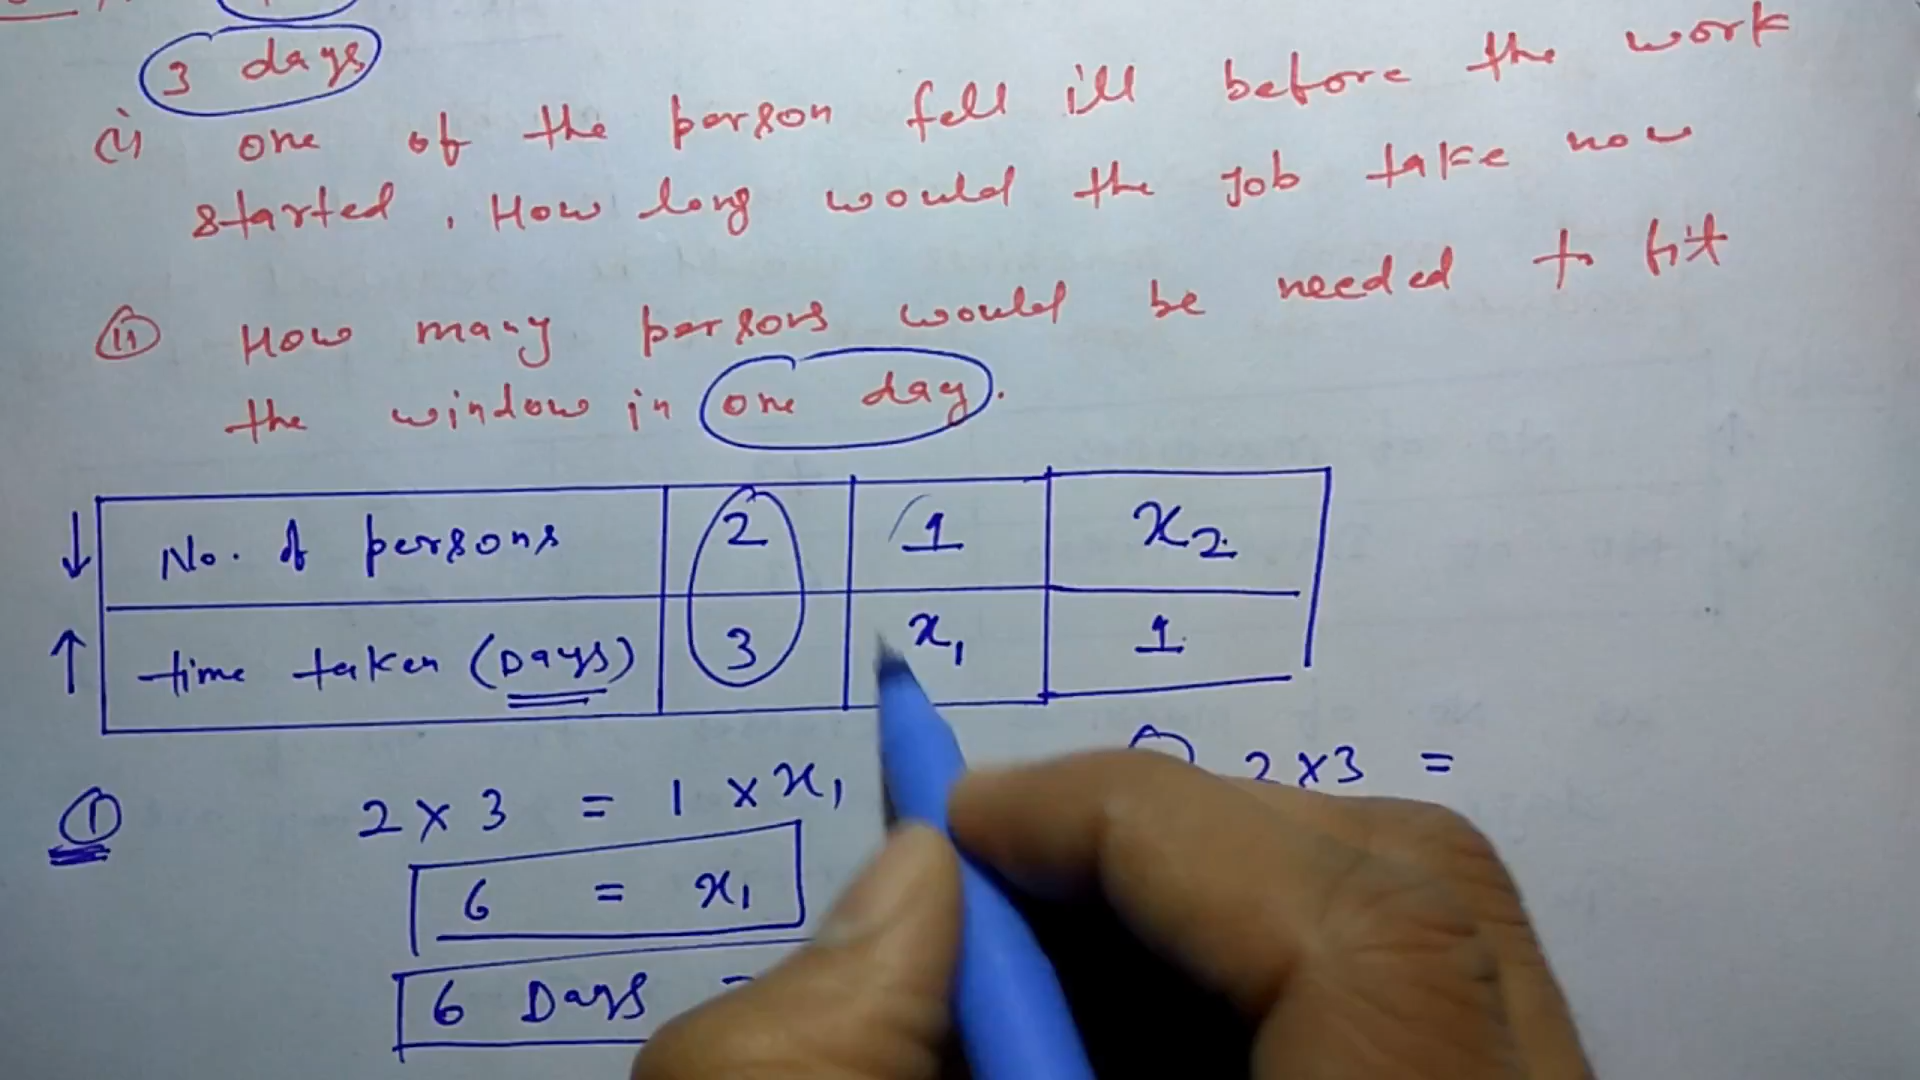 3 days
(i) one of the person fell ill before the work
started. How long would the Job take now
(ii) How many persons would be needed to fit
the window in one day.
No. of persons 2 1 x₂
time taken (Days) 3 x₁ 1
① 2 × 3 = 1 × x₁
2 × 3 =
6 = x₁
6 Days